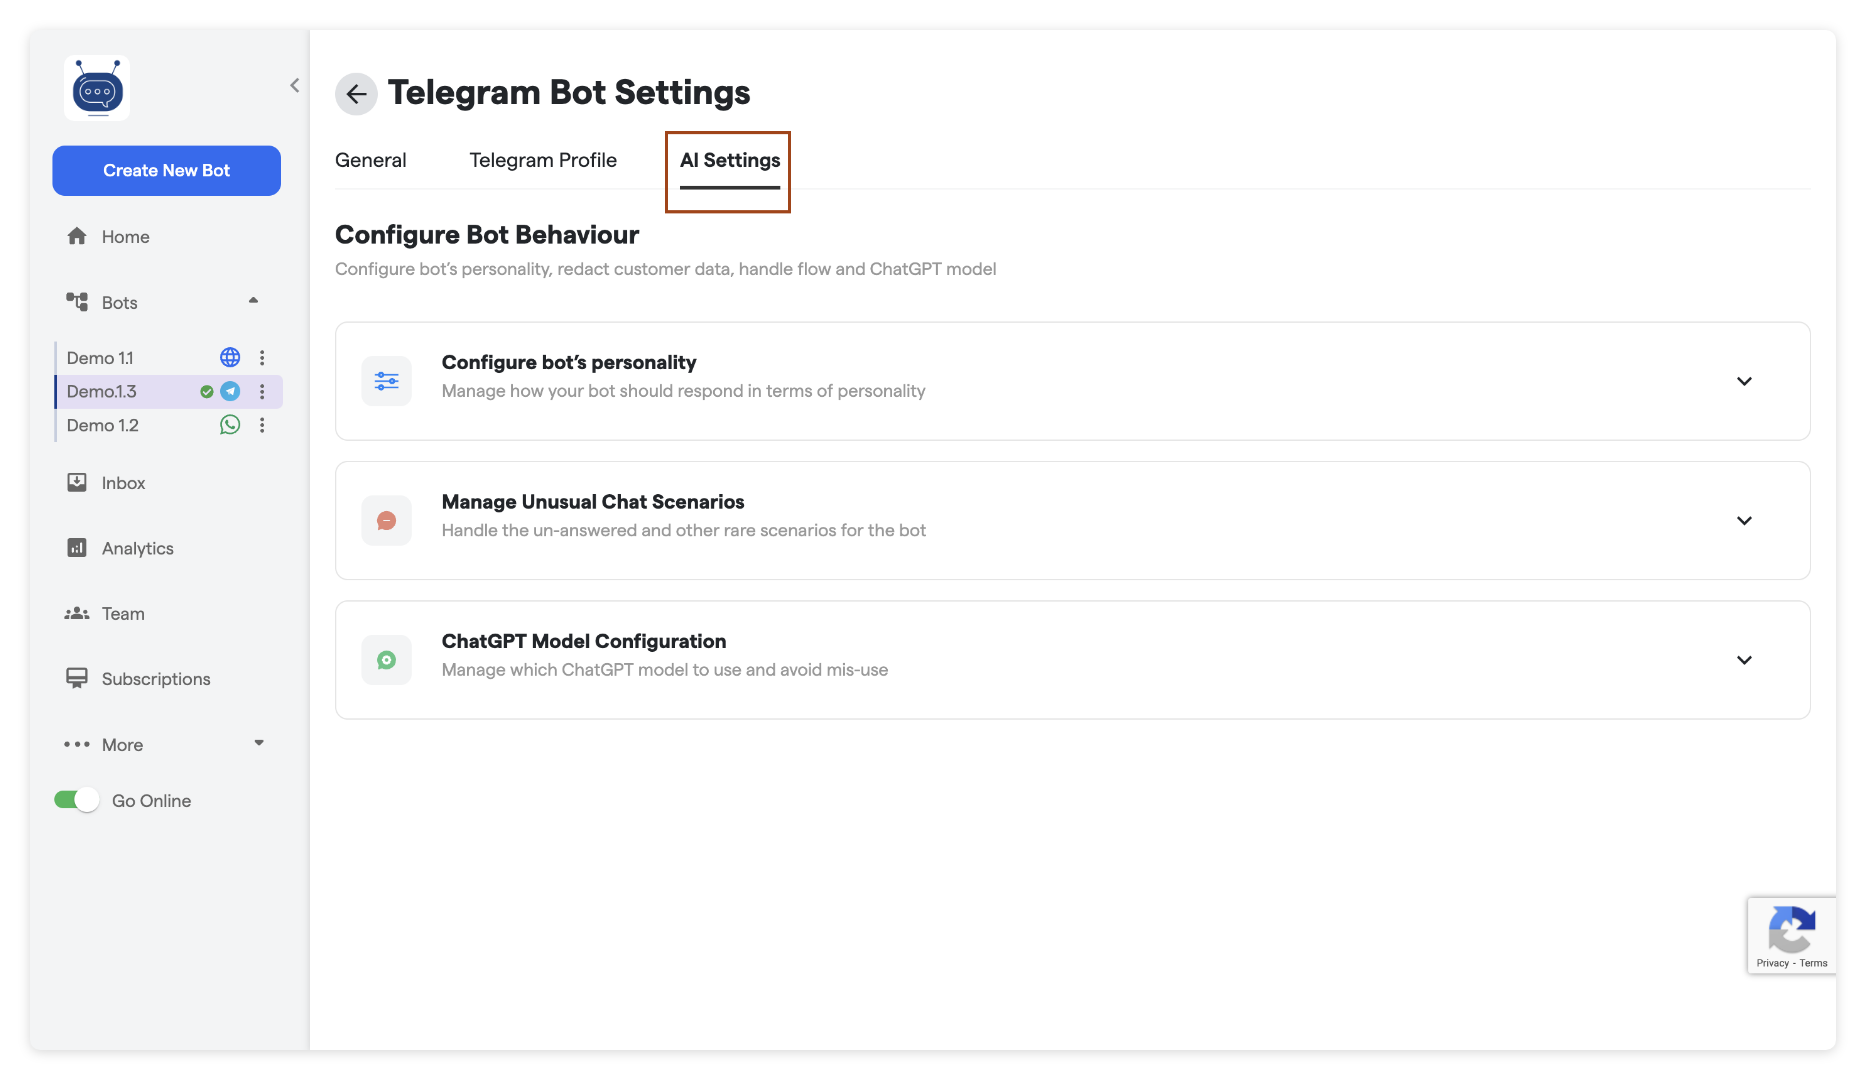 Create New Bot
Home
Bots
Demo 1.1
Demo.1.3
Demo 1.2
Inbox
Analytics
Team
Subscriptions
More
Go Online
Telegram Bot Settings
General
Telegram Profile
AI Settings
Configure Bot Behaviour
Configure bot’s personality, redact customer data, handle flow and ChatGPT model
Configure bot’s personality
Manage how your bot should respond in terms of personality
Manage Unusual Chat Scenarios
Handle the un-answered and other rare scenarios for the bot
ChatGPT Model Configuration
Manage which ChatGPT model to use and avoid mis-use
Privacy - Terms